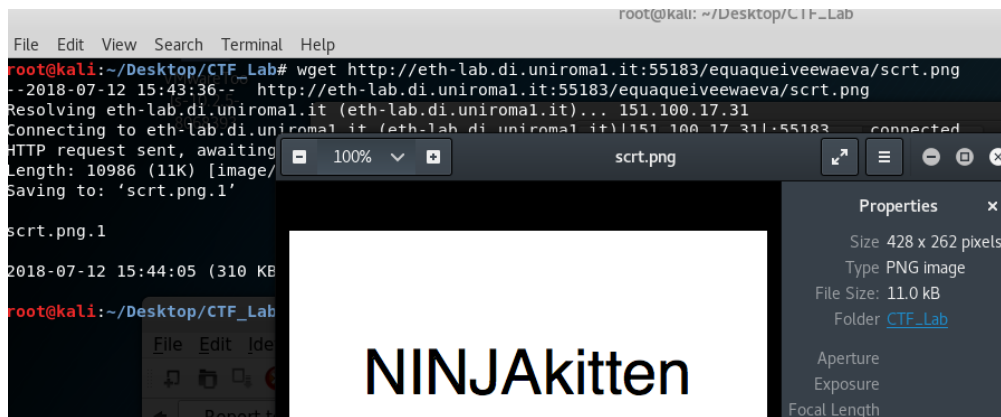 root@kali: ~/Desktop/CTF_Lab
File Edit View Search Terminal Help
root@kali:~/Desktop/CTF_Lab# wget http://eth-lab.di.uniroma1.it:55183/equaqueiveewaeva/scrt.png
--2018-07-12 15:43:36-- http://eth-lab.di.uniroma1.it:55183/equaqueiveewaeva/scrt.png
Resolving eth-lab.di.uniroma1.it (eth-lab.di.uniroma1.it)... 151.100.17.31
Connecting to eth-lab.di.uniroma1.it (eth-lab.di.uniroma1.it)|151.100.17.31|:55183... connected
HTTP request sent, awaiting
Length: 10986 (11K) [image/
Saving to: ‘scrt.png.1’
scrt.png.1
2018-07-12 15:44:05 (310 KB
root@kali:~/Desktop/CTF_Lab
File Edit Ide
Report
100%
scrt.png
NINJAkitten
Properties
Size 428 x 262 pixels
Type PNG image
File Size: 11.0 kB
Folder CTF_Lab
Aperture
Exposure
Focal Length